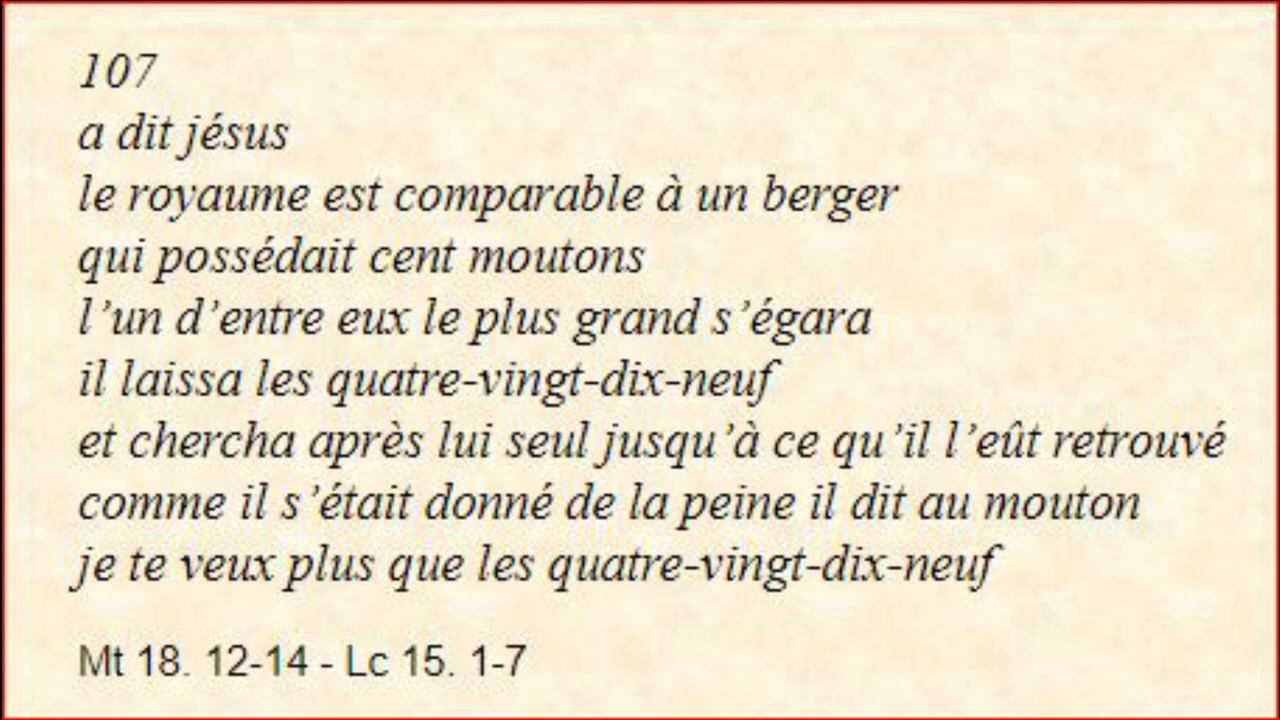 107
a dit jésus
le royaume est comparable à un berger
qui possédait cent moutons
l’un d’entre eux le plus grand s’égara
il laissa les quatre-vingt-dix-neuf
et chercha après lui seul jusqu’à ce qu’il l’eût retrouvé
comme il s’était donné de la peine il dit au mouton
je te veux plus que les quatre-vingt-dix-neuf
Mt 18. 12-14 - Lc 15. 1-7